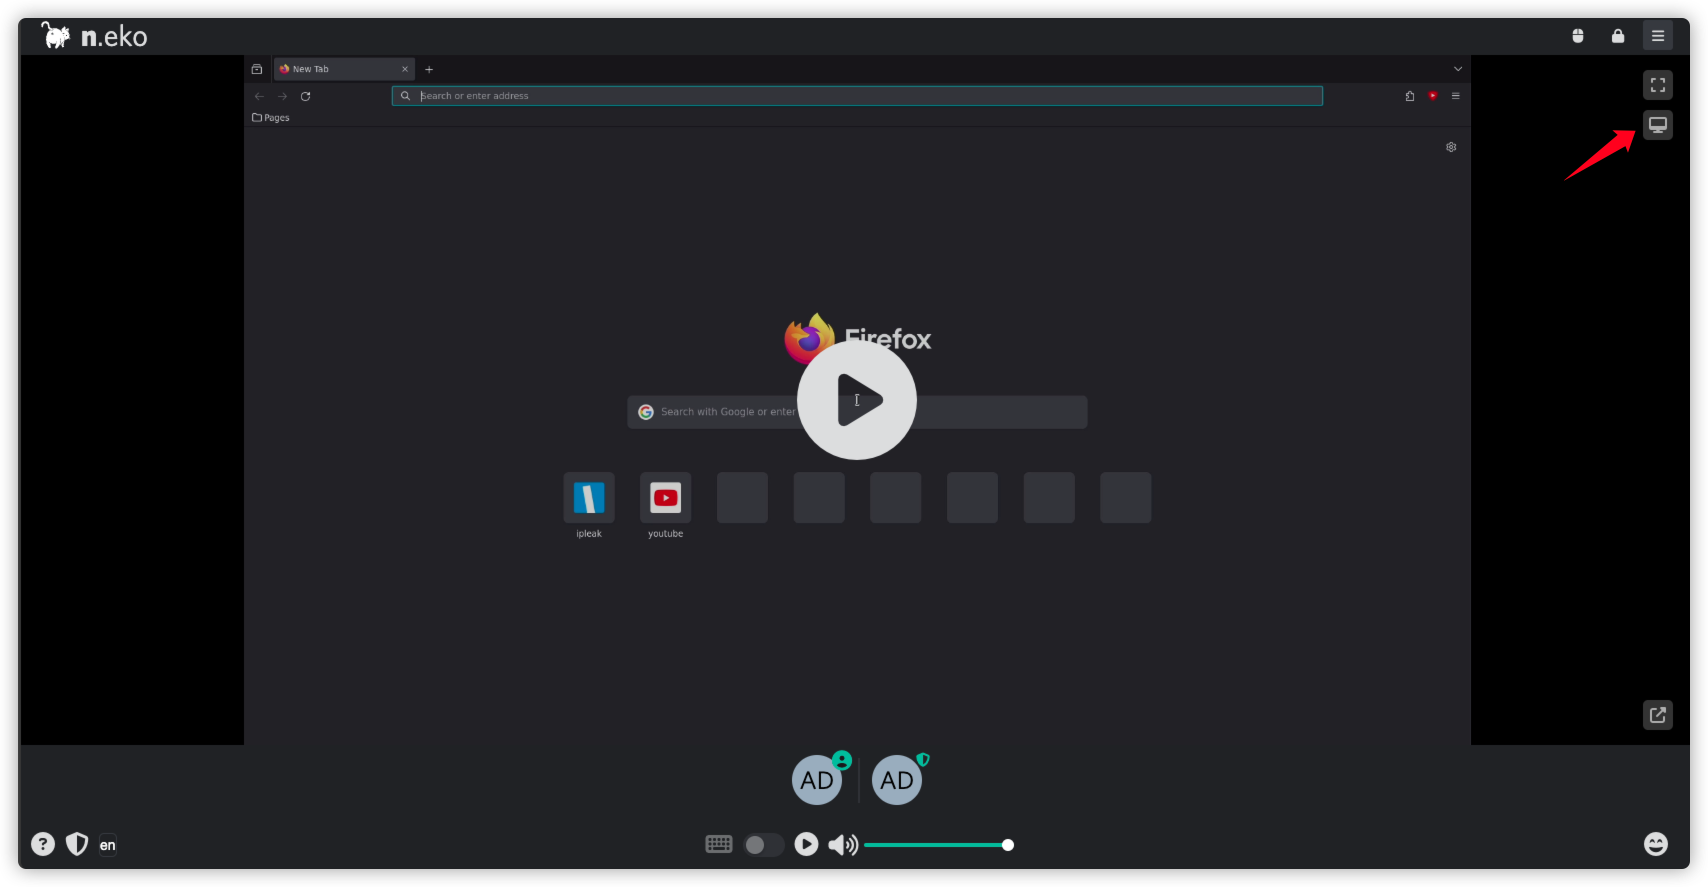 n.eko
New Tab
Search or enter address
Pages
Firefox
Search with Google or enter
ipleak
youtube
AD
AD
en